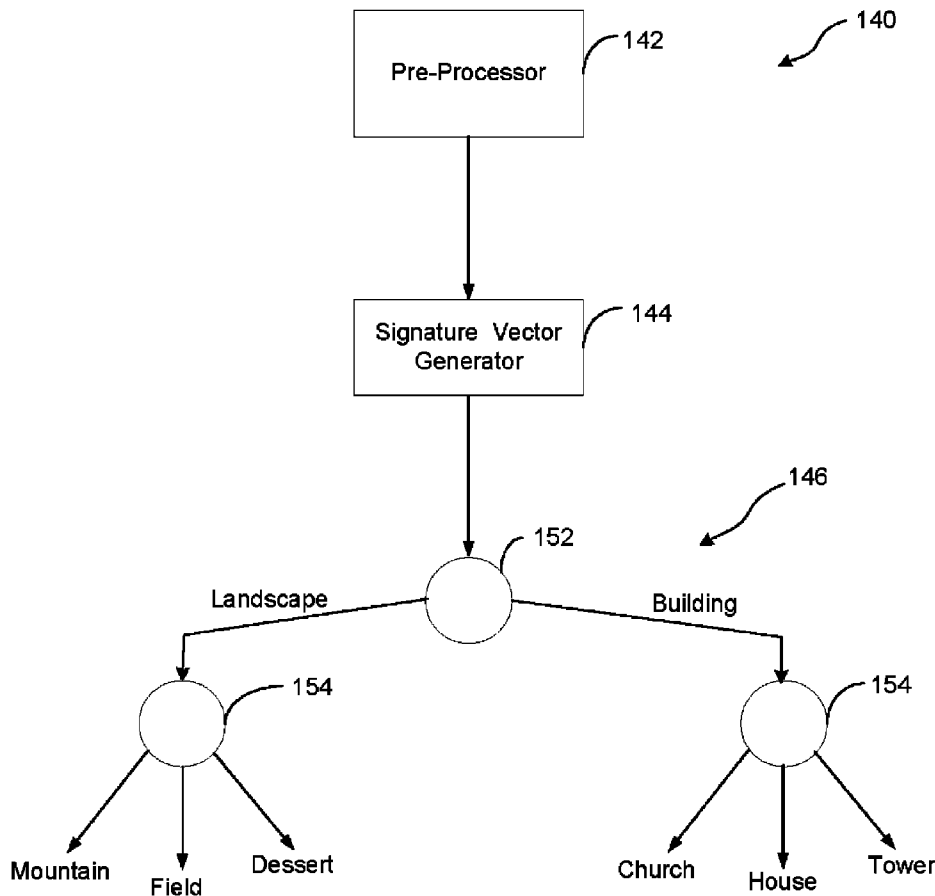 140
142
Pre-Processor
144
Signature Vector
Generator
146
152
Landscape
Building
154
154
Mountain
Field
Dessert
Church
House
Tower